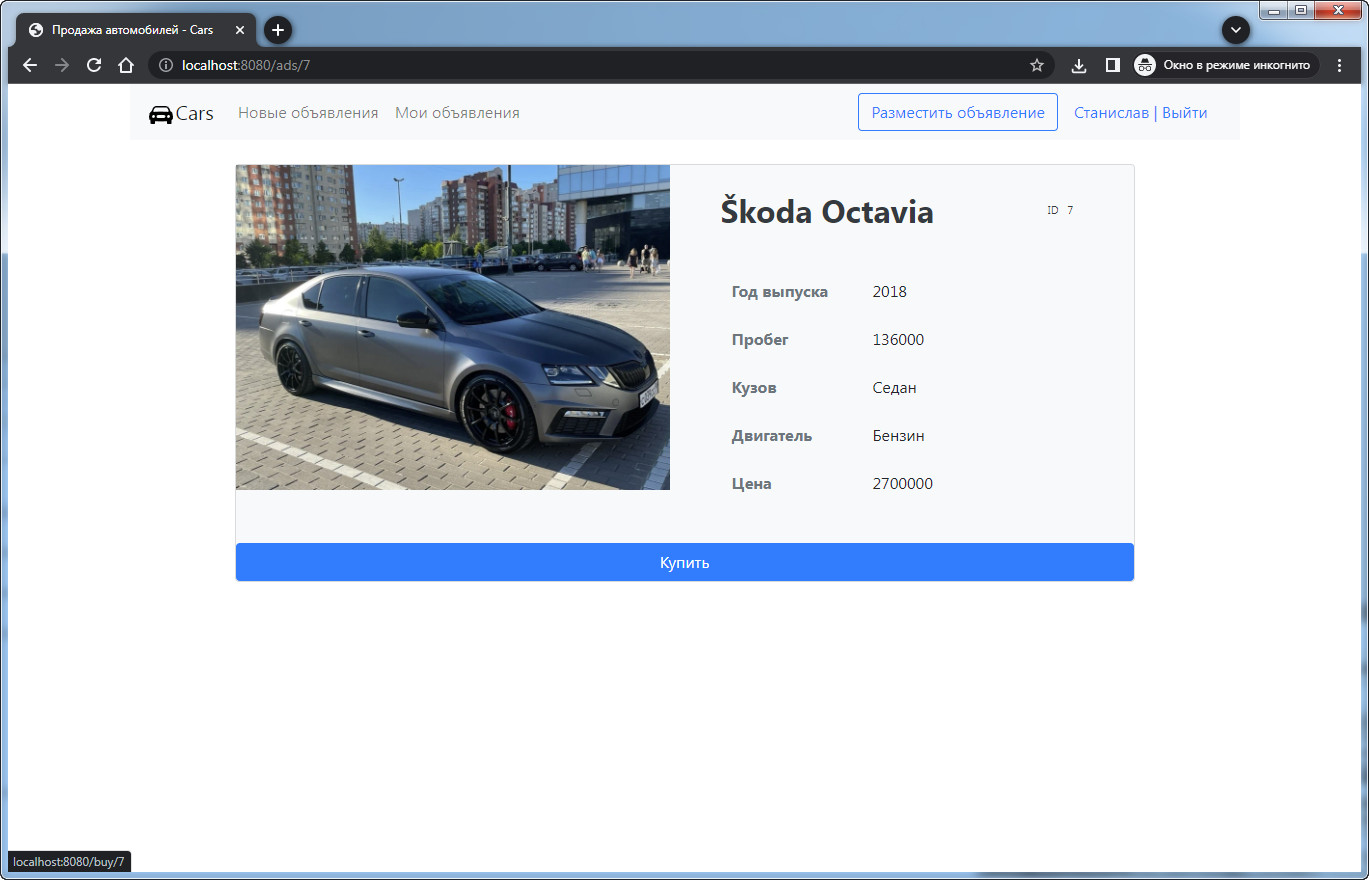 Продажа автомобилей - Cars
localhost:8080/ads/7
Окно в режиме инкогнито
Cars Новые объявления Мои объявления Разместить объявление Станислав | Выйти
Škoda Octavia ID 7
Год выпуска 2018
Пробег 136000
Кузов Седан
Двигатель Бензин
Цена 2700000
Купить
localhost:8080/buy/7